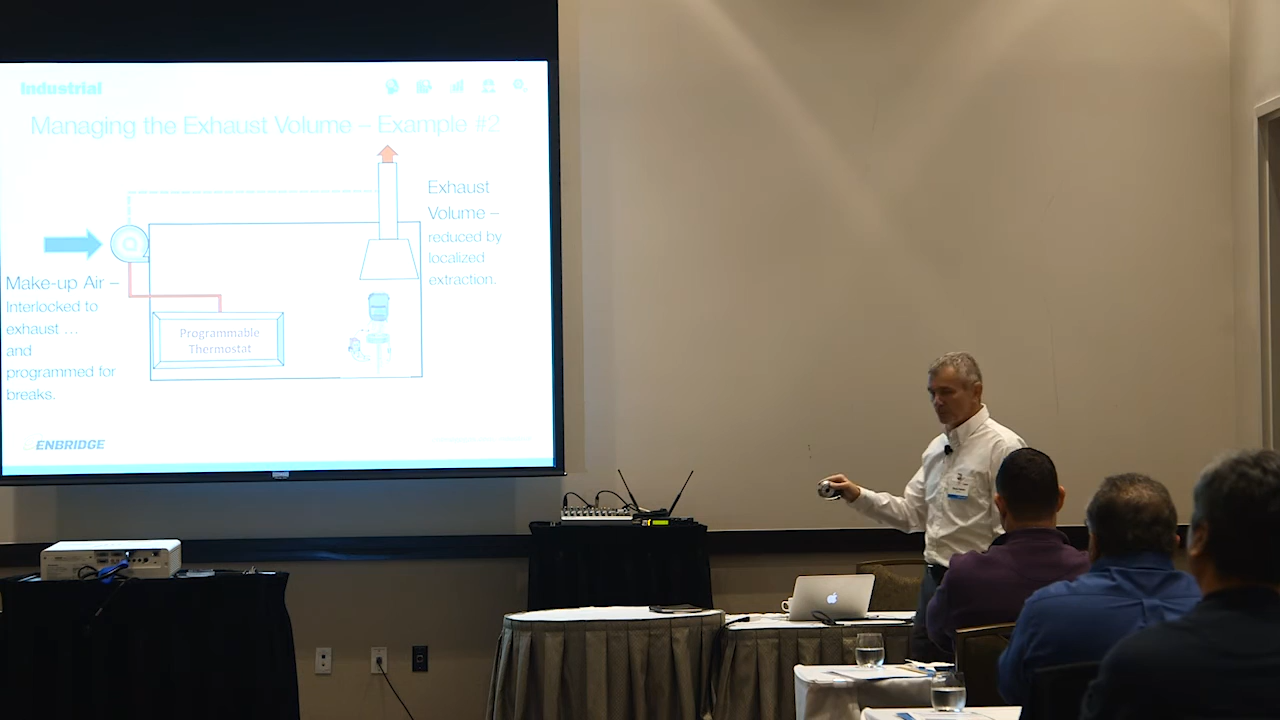 Industrial
Managing the Exhaust Volume – Example #2
Exhaust
Volume –
reduced by
localized
extraction.
Make-up Air –
Interlocked to
exhaust ...
and
programmed for
breaks.
Programmable
Thermostat
ENBRIDGE